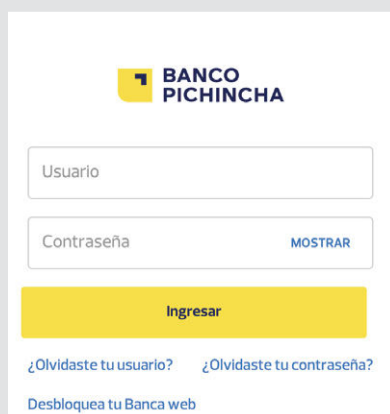 BANCO
PICHINCHA
Usuario
Contraseña MOSTRAR
Ingresar
¿Olvidaste tu usuario? ¿Olvidaste tu contraseña?
Desbloquea tu Banca web